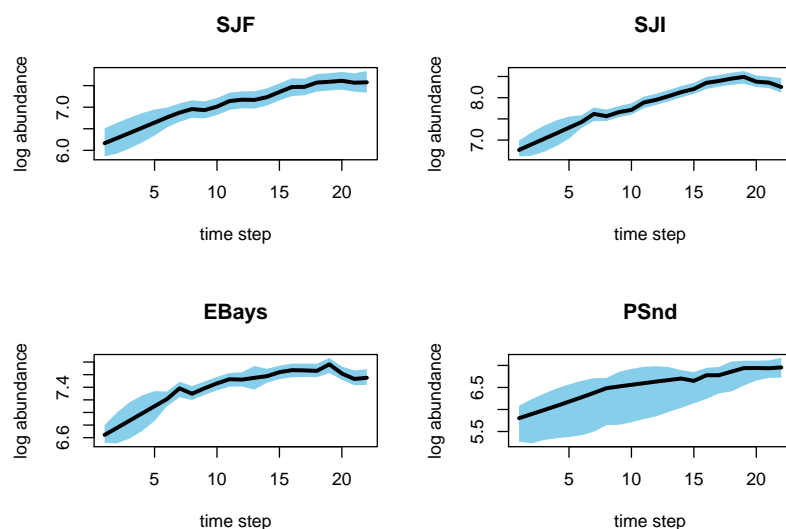 SJF
log abundance
7.0
6.0
5 10 15 20
time step
SJI
log abundance
8.0
7.0
5 10 15 20
time step
EBays
log abundance
7.4
6.6
5 10 15 20
time step
PSnd
log abundance
6.5
5.5
5 10 15 20
time step